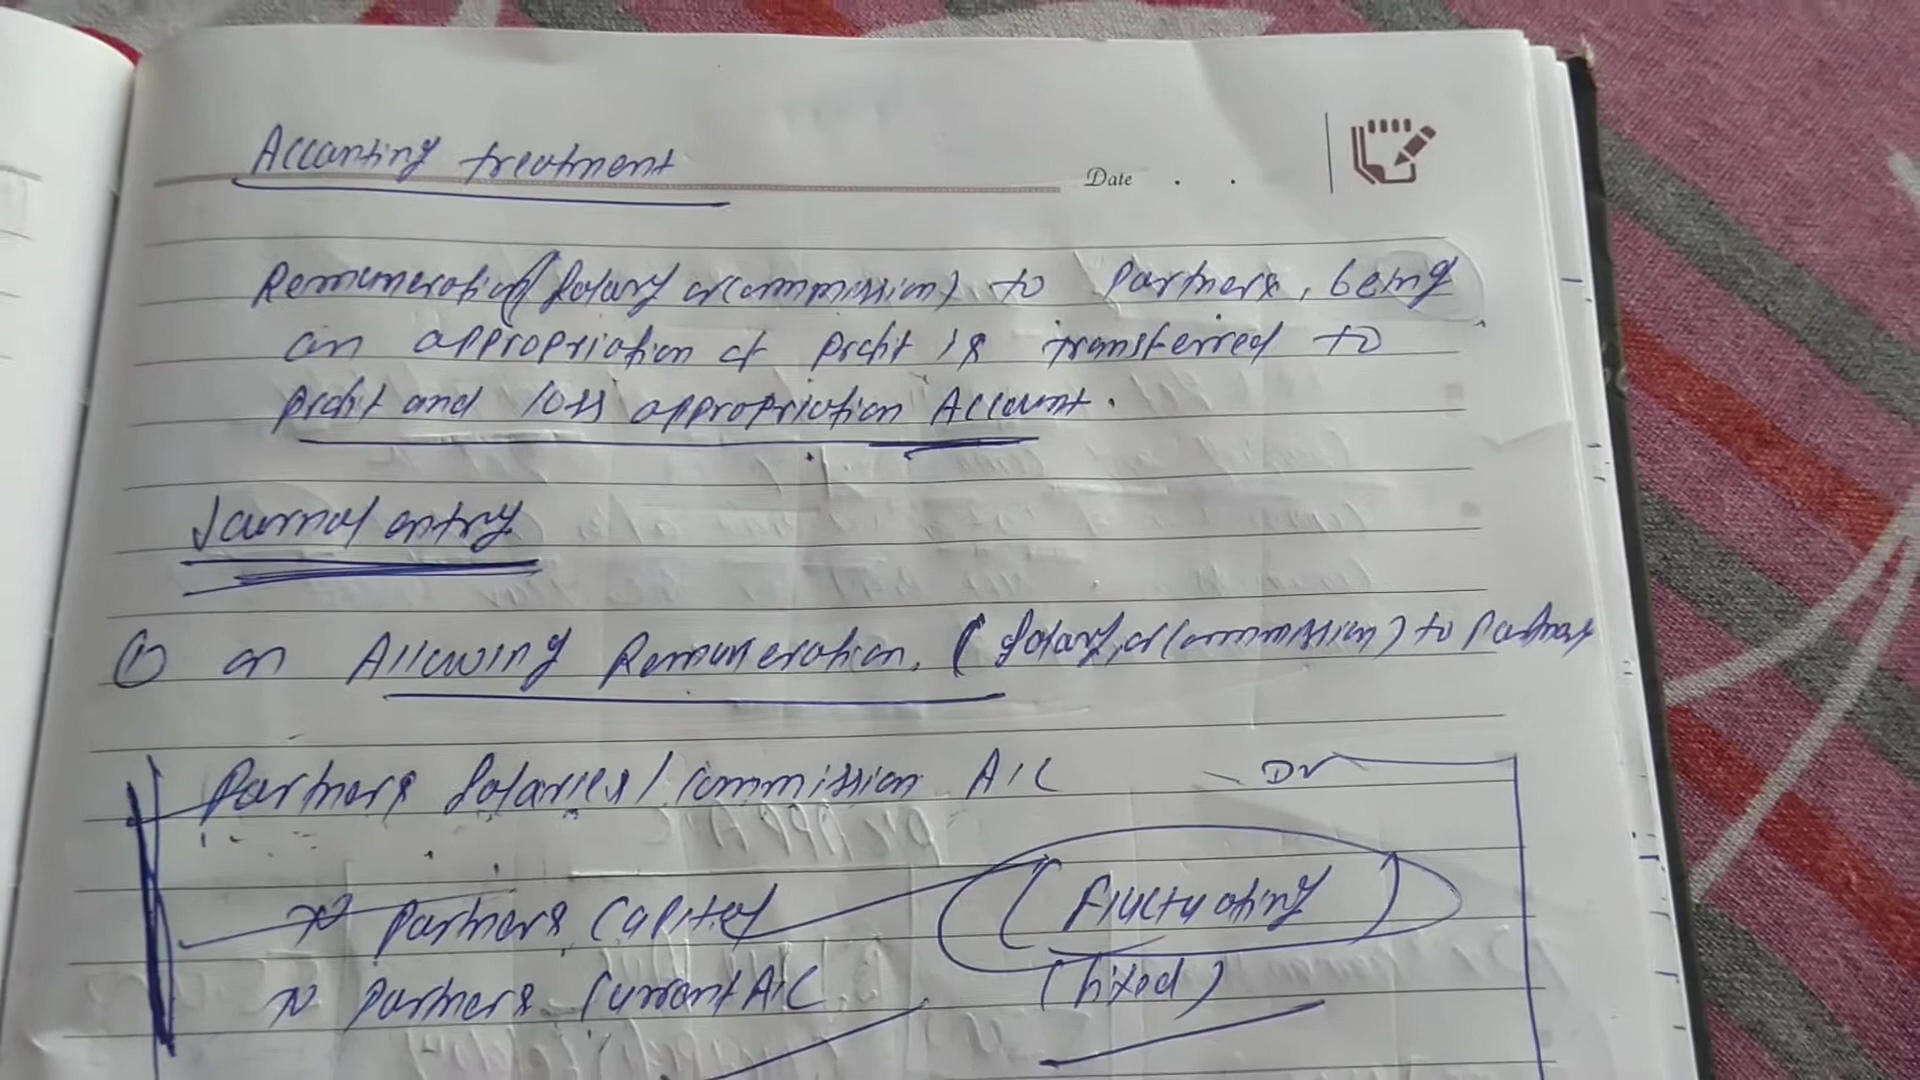 Accounting treatment
Date . .
Remuneration (Salary or commission) to Partners, being
an appropriation of profit is transferred to
profit and loss appropriation Account.
Journal entry
① on Allowing Remuneration. (Salary, or commission) to Partners
Partners Salaries/Commission A/C Dr
To Partners Capital (Fluctuating)
To Partners Current A/C (fixed)